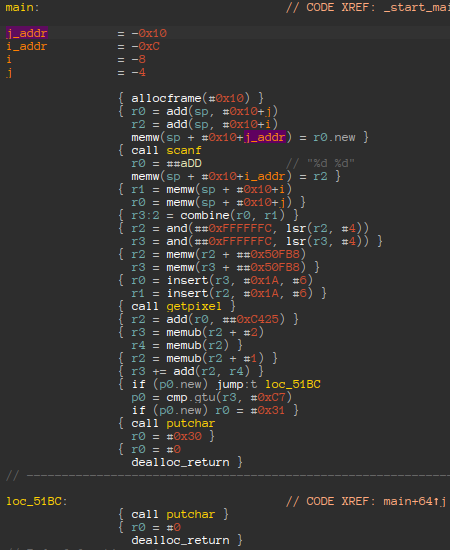 main: // CODE XREF: _start_mai
j_addr = -0x10
i_addr = -0xC
i = -8
j = -4
{ allocframe(#0x10) }
{ r0 = add(sp, #0x10+j)
r2 = add(sp, #0x10+i)
memw(sp + #0x10+j_addr) = r0.new }
{ call scanf
r0 = ##aDD // "%d %d"
memw(sp + #0x10+i_addr) = r2 }
{ r1 = memw(sp + #0x10+i)
r0 = memw(sp + #0x10+j) }
{ r3:2 = combine(r0, r1) }
{ r2 = and(##0xFFFFFFC, lsr(r2, #4))
r3 = and(##0xFFFFFFC, lsr(r3, #4)) }
{ r2 = memw(r2 + ##0x50FB8)
r3 = memw(r3 + ##0x50FB8) }
{ r0 = insert(r3, #0x1A, #6)
r1 = insert(r2, #0x1A, #6) }
{ call getpixel }
{ r2 = add(r0, ##0xC425) }
{ r3 = memub(r2 + #2)
r4 = memub(r2) }
{ r2 = memub(r2 + #1) }
{ r3 += add(r2, r4) }
{ if (p0.new) jump:t loc_51BC
p0 = cmp.gtu(r3, #0xC7)
if (p0.new) r0 = #0x31 }
{ call putchar
r0 = #0x30 }
{ r0 = #0
dealloc_return }
// ----------------------------------------------------------------
loc_51BC: // CODE XREF: main+64↑j
{ call putchar }
{ r0 = #0
dealloc_return }